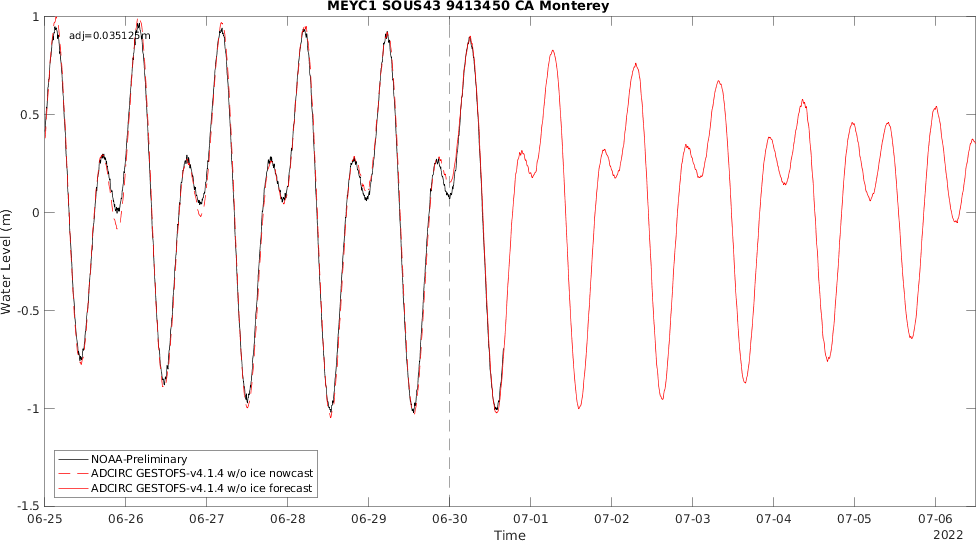 MEYC1 SOUS43 9413450 CA Monterey
adj=0.035125m
1
0.5
0
-0.5
-1
-1.5
Water Level (m)
NOAA-Preliminary
ADCIRC GESTOFS-v4.1.4 w/o ice nowcast
ADCIRC GESTOFS-v4.1.4 w/o ice forecast
06-25 06-26 06-27 06-28 06-29 06-30 07-01 07-02 07-03 07-04 07-05 07-06
Time
2022